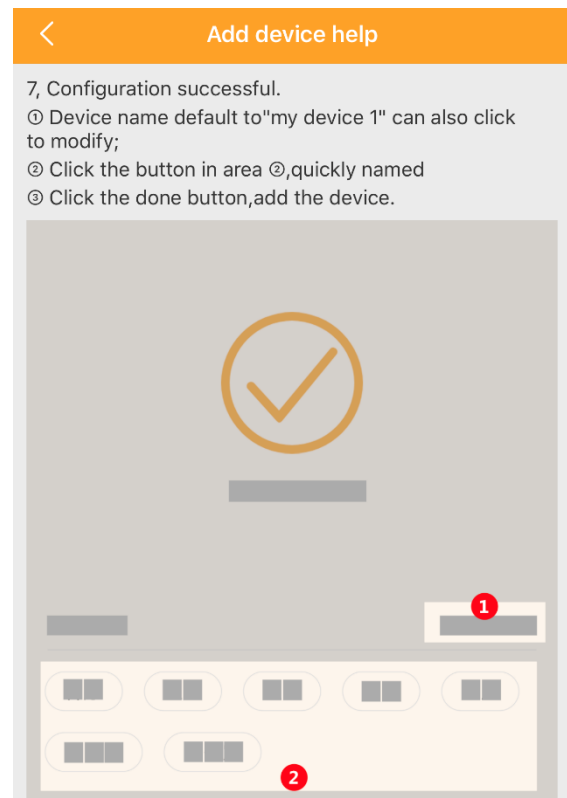 Add device help
7, Configuration successful.
① Device name default to"my device 1" can also click
to modify;
② Click the button in area ②,quickly named
③ Click the done button,add the device.
1
2